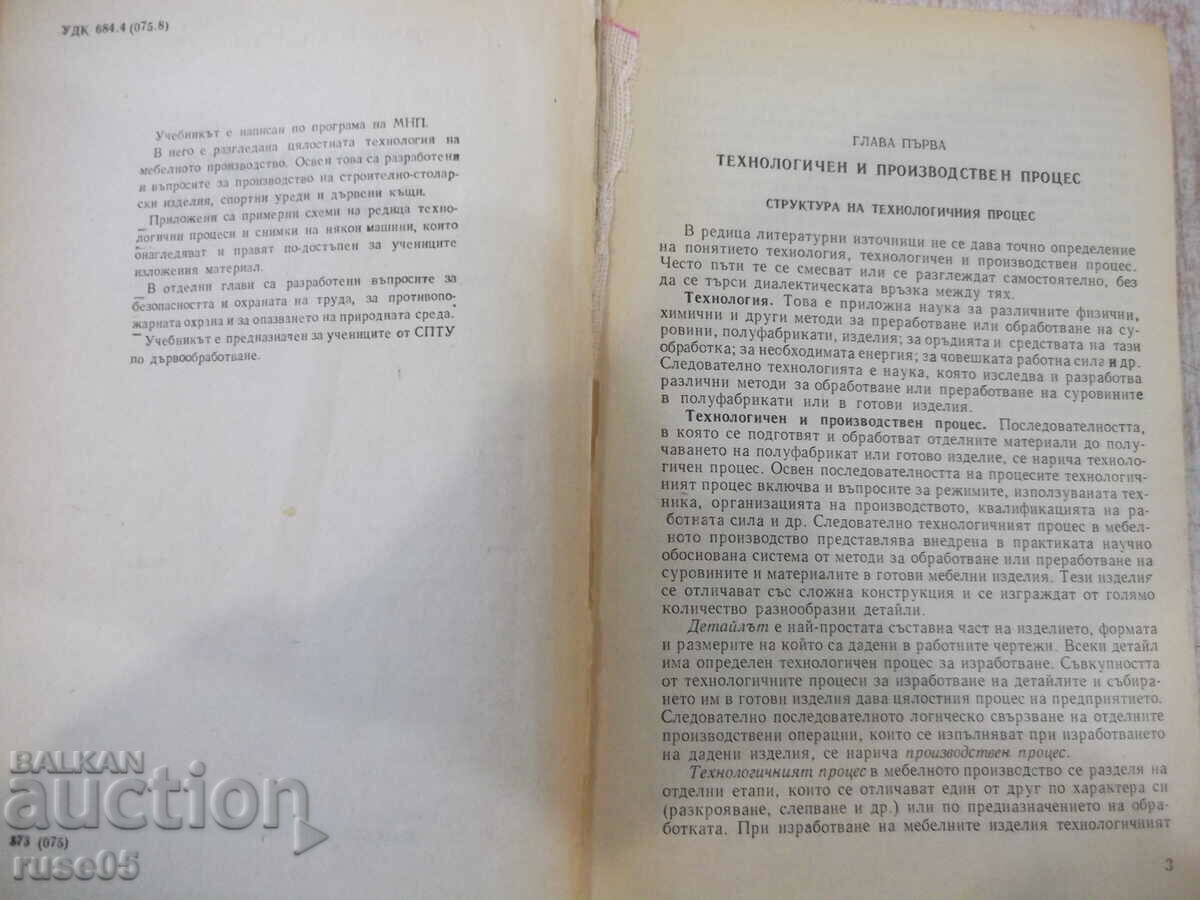 УДК 684.4 (075.8)
Учебникът е написан по програма на МНП.
В него е разгледана цялостната технология на
мебелното производство. Освен това са разработени
и въпросите за производство на строително-столар-
ски изделия, спортни уреди и дървени къщи.
Приложени са примерни схеми на редица техно-
логични процеси и снимки на някои машини, които
онагледяват и правят по-достъпен за учениците
изложения материал.
В отделни глави са разработени въпросите за
безопасността и охраната на труда, за противопо-
жарната охрана и за опазването на природната среда.
Учебникът е предназначен за учениците от СПТУ
по дървообработване.
373 (075)
ГЛАВА ПЪРВА
ТЕХНОЛОГИЧЕН И ПРОИЗВОДСТВЕН ПРОЦЕС
СТРУКТУРА НА ТЕХНОЛОГИЧНИЯ ПРОЦЕС
В редица литературни източници не се дава точно определение
на понятието технология, технологичен и производствен процес.
Често пъти те се смесват или се разглеждат самостоятелно, без
да се търси диалектическата връзка между тях.
Технология. Това е приложна наука за различните физични,
химични и други методи за преработване или обработване на су-
ровини, полуфабрикати, изделия; за оръдията и средствата на тази
обработка; за необходимата енергия; за човешката работна сила и др.
Следователно технологията е наука, която изследва и разработва
различни методи за обработване или преработване на суровините
в полуфабрикати или в готови изделия.
Технологичен и производствен процес. Последователността,
в която се подготвят и обработват отделните материали до полу-
чаването на полуфабрикат или готово изделие, се нарича техноло-
гичен процес. Освен последователността на процесите технологич-
ният процес включва и въпросите за режимите, използуваната тех-
ника, организацията на производството, квалификацията на ра-
ботната сила и др. Следователно технологичният процес в мебел-
ното производство представлява внедрена в практиката научно
обоснована система от методи за обработване или преработване на
суровините и материалите в готови мебелни изделия. Тези изделия
се отличават със сложна конструкция и се изграждат от голямо
количество разнообразни детайли.
Детайлът е най-простата съставна част на изделието, формата
и размерите на който са дадени в работните чертежи. Всеки детайл
има определен технологичен процес за изработване. Съвкупността
от технологичните процеси за изработване на детайлите и събира-
нето им в готови изделия дава цялостния процес на предприятието.
Следователно последователното логическо свързване на отделните
производствени операции, които се изпълняват при изработването
на дадени изделия, се нарича производствен процес.
Технологичният процес в мебелното производство се разделя на
отделни етапи, които се отличават един от друг по характера си
(разкрояване, слепване и др.) или по предназначението на обра-
ботката. При изработване на мебелните изделия технологичният
3
BALKAN
auction
ruse05